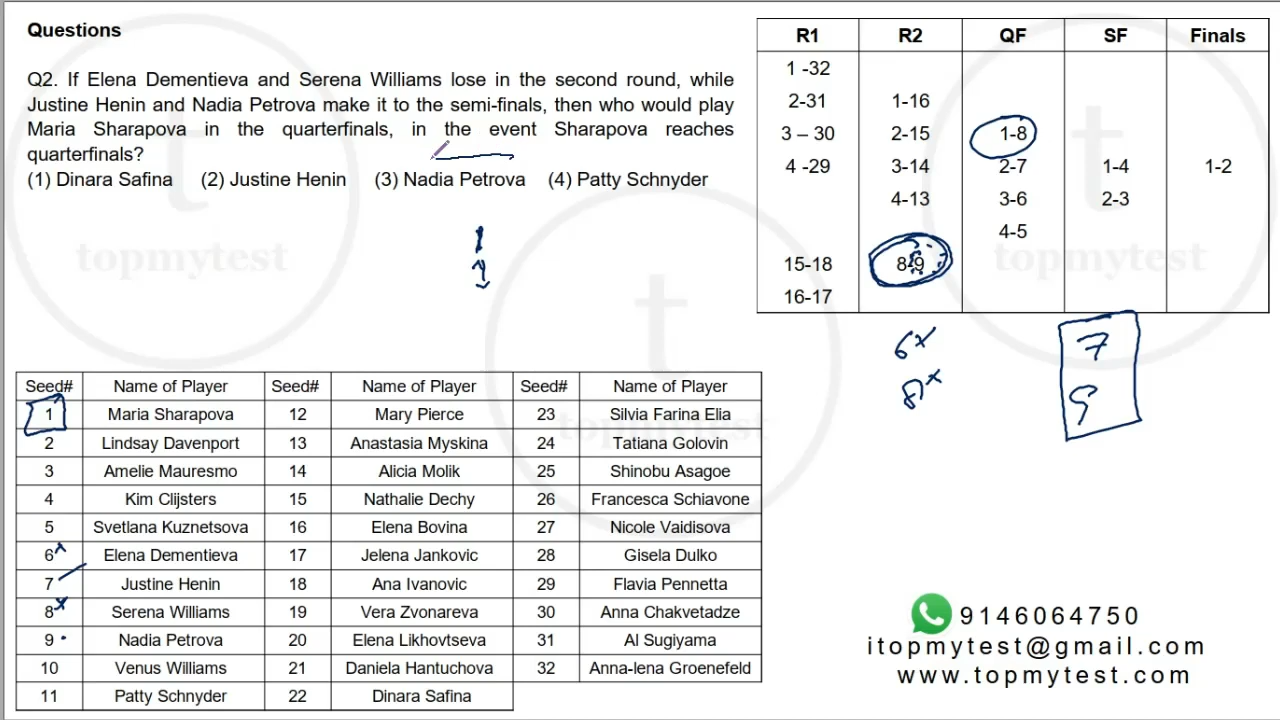 Questions
Q2. If Elena Dementieva and Serena Williams lose in the second round, while
Justine Henin and Nadia Petrova make it to the semi-finals, then who would play
Maria Sharapova in the quarterfinals, in the event Sharapova reaches
quarterfinals?
(1) Dinara Safina (2) Justine Henin (3) Nadia Petrova (4) Patty Schnyder
R1 R2 QF SF Finals
1 -32
2-31 1-16
3 – 30 2-15 1-8
4 -29 3-14 2-7 1-4 1-2
4-13 3-6 2-3
4-5
15-18 8-9
16-17
6x
8x
7
9
1
9
Seed# Name of Player Seed# Name of Player Seed# Name of Player
1 Maria Sharapova 12 Mary Pierce 23 Silvia Farina Elia
2 Lindsay Davenport 13 Anastasia Myskina 24 Tatiana Golovin
3 Amelie Mauresmo 14 Alicia Molik 25 Shinobu Asagoe
4 Kim Clijsters 15 Nathalie Dechy 26 Francesca Schiavone
5 Svetlana Kuznetsova 16 Elena Bovina 27 Nicole Vaidisova
6x Elena Dementieva 17 Jelena Jankovic 28 Gisela Dulko
7 Justine Henin 18 Ana Ivanovic 29 Flavia Pennetta
8x Serena Williams 19 Vera Zvonareva 30 Anna Chakvetadze
9 Nadia Petrova 20 Elena Likhovtseva 31 Al Sugiyama
10 Venus Williams 21 Daniela Hantuchova 32 Anna-lena Groenefeld
11 Patty Schnyder 22 Dinara Safina
9146064750
itopmytest@gmail.com
www.topmytest.com
t
topmytest
t
topmytest
t
topmytest